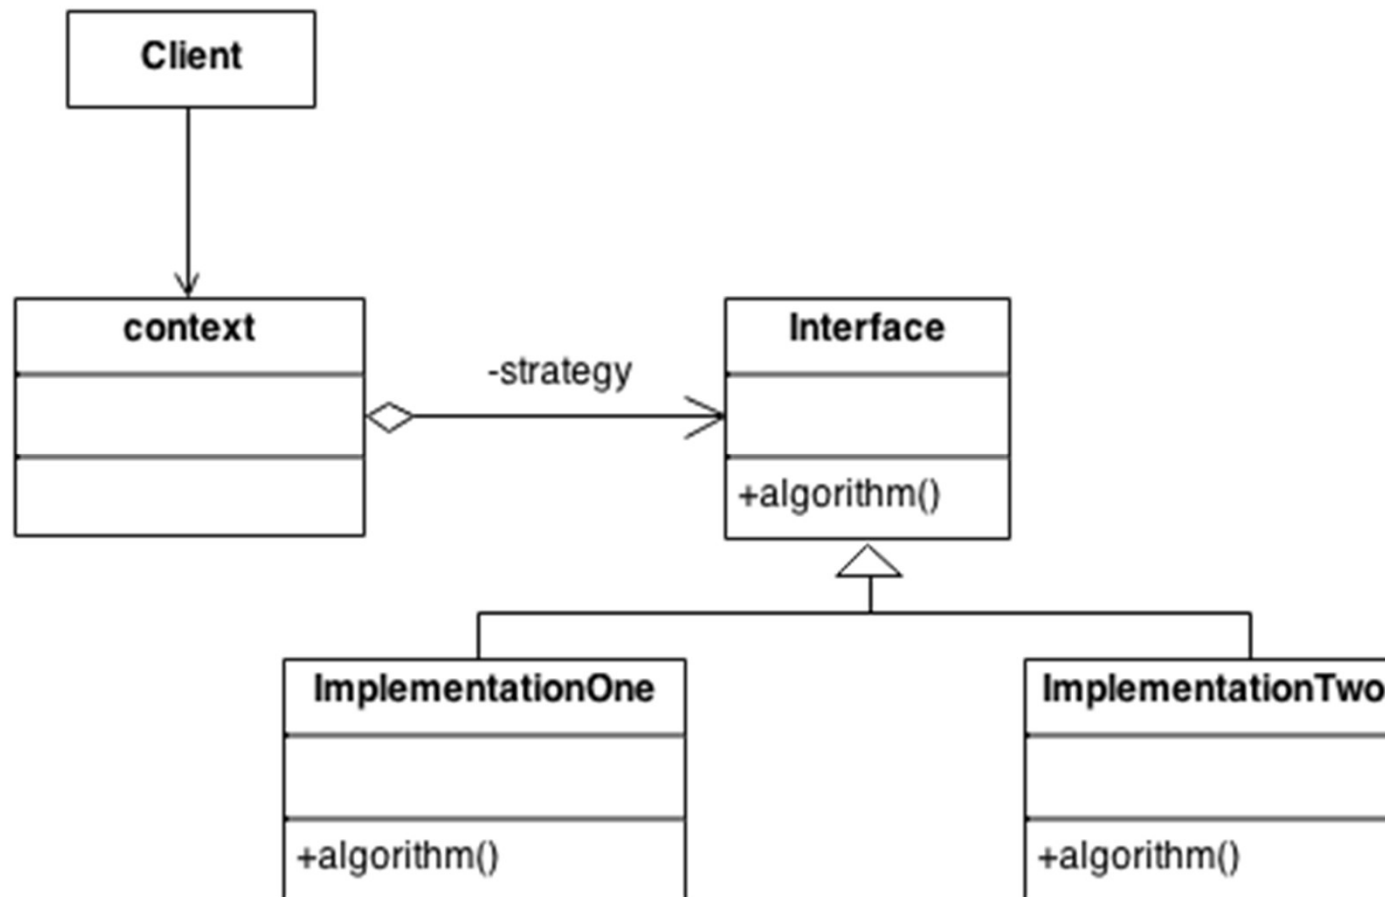 Client
context
-strategy
Interface
+algorithm()
ImplementationOne
+algorithm()
ImplementationTwo
+algorithm()